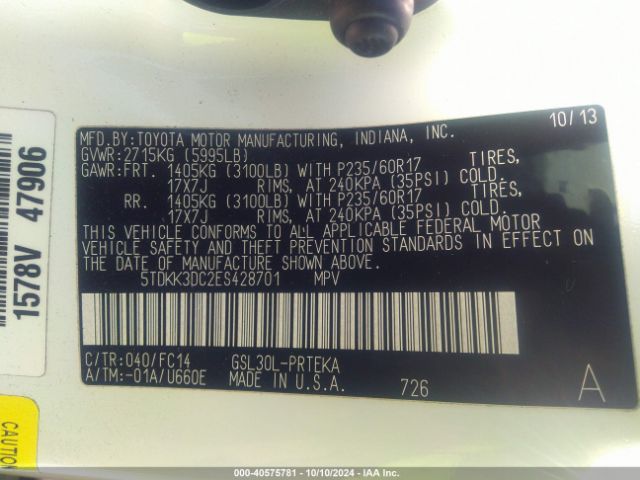 10/13
MFD.BY:TOYOTA MOTOR MANUFACTURING, INDIANA, INC.
GVWR:2715KG (5995LB)
GAWR:FRT. 1405KG (3100LB) WITH P235/60R17 TIRES,
17X7J RIMS, AT 240KPA (35PSI) COLD.
RR. 1405KG (3100LB) WITH P235/60R17 TIRES,
17X7J RIMS, AT 240KPA (35PSI) COLD.
THIS VEHICLE CONFORMS TO ALL APPLICABLE FEDERAL MOTOR
VEHICLE SAFETY AND THEFT PREVENTION STANDARDS IN EFFECT ON
THE DATE OF MANUFACTURE SHOWN ABOVE.
5TDKK3DC2ES428701 MPV
C/TR:040/FC14 GSL30L-PRTEKA
A/TM:-01A/U660E MADE IN U.S.A. 726 A
1578V 47906
CAUTION
000-40575781 - 10/10/2024 - IAA Inc.